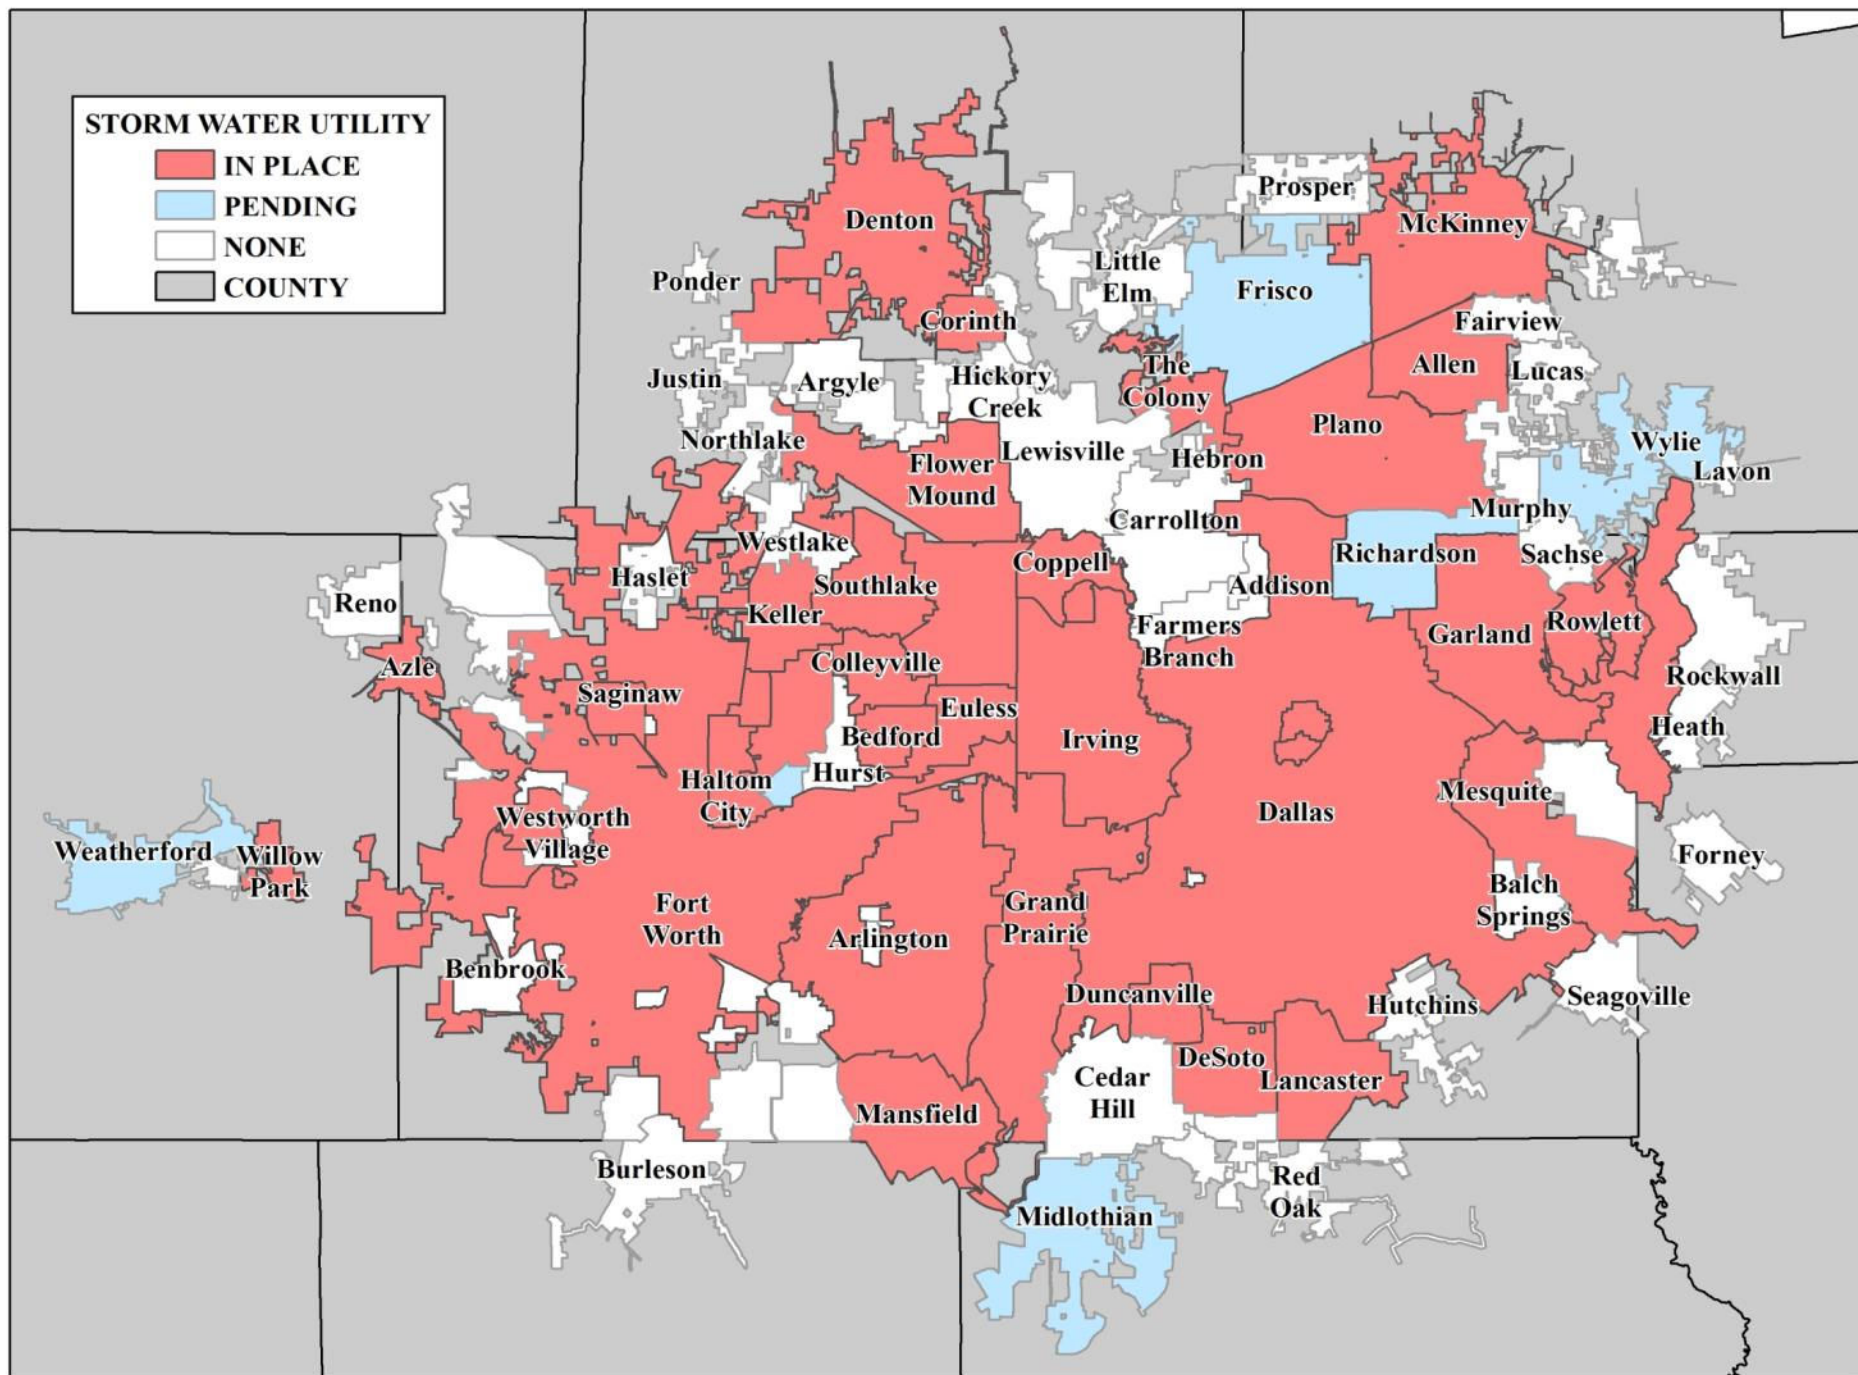 STORM WATER UTILITY
IN PLACE
PENDING
NONE
COUNTY
Prosper
Denton
McKinney
Little
Elm
Ponder
Frisco
Corinth
Fairview
The
Colony
Allen
Lucas
Justin
Argyle
Hickory
Creek
Plano
Northlake
Lewisville
Hebron
Wylie
Lavon
Flower
Mound
Murphy
Carrollton
Westlake
Coppell
Richardson
Sachse
Haslet
Southlake
Addison
Reno
Keller
Farmers
Branch
Garland
Rowlett
Azle
Colleyville
Rockwall
Saginaw
Euless
Bedford
Irving
Heath
Haltom
City
Hurst
Mesquite
Dallas
Westworth
Village
Weatherford
Willow
Park
Forney
Fort
Worth
Grand
Prairie
Balch
Springs
Arlington
Benbrook
Duncanville
Hutchins
Seagoville
DeSoto
Lancaster
Cedar
Hill
Mansfield
Burleson
Red
Oak
Midlothian